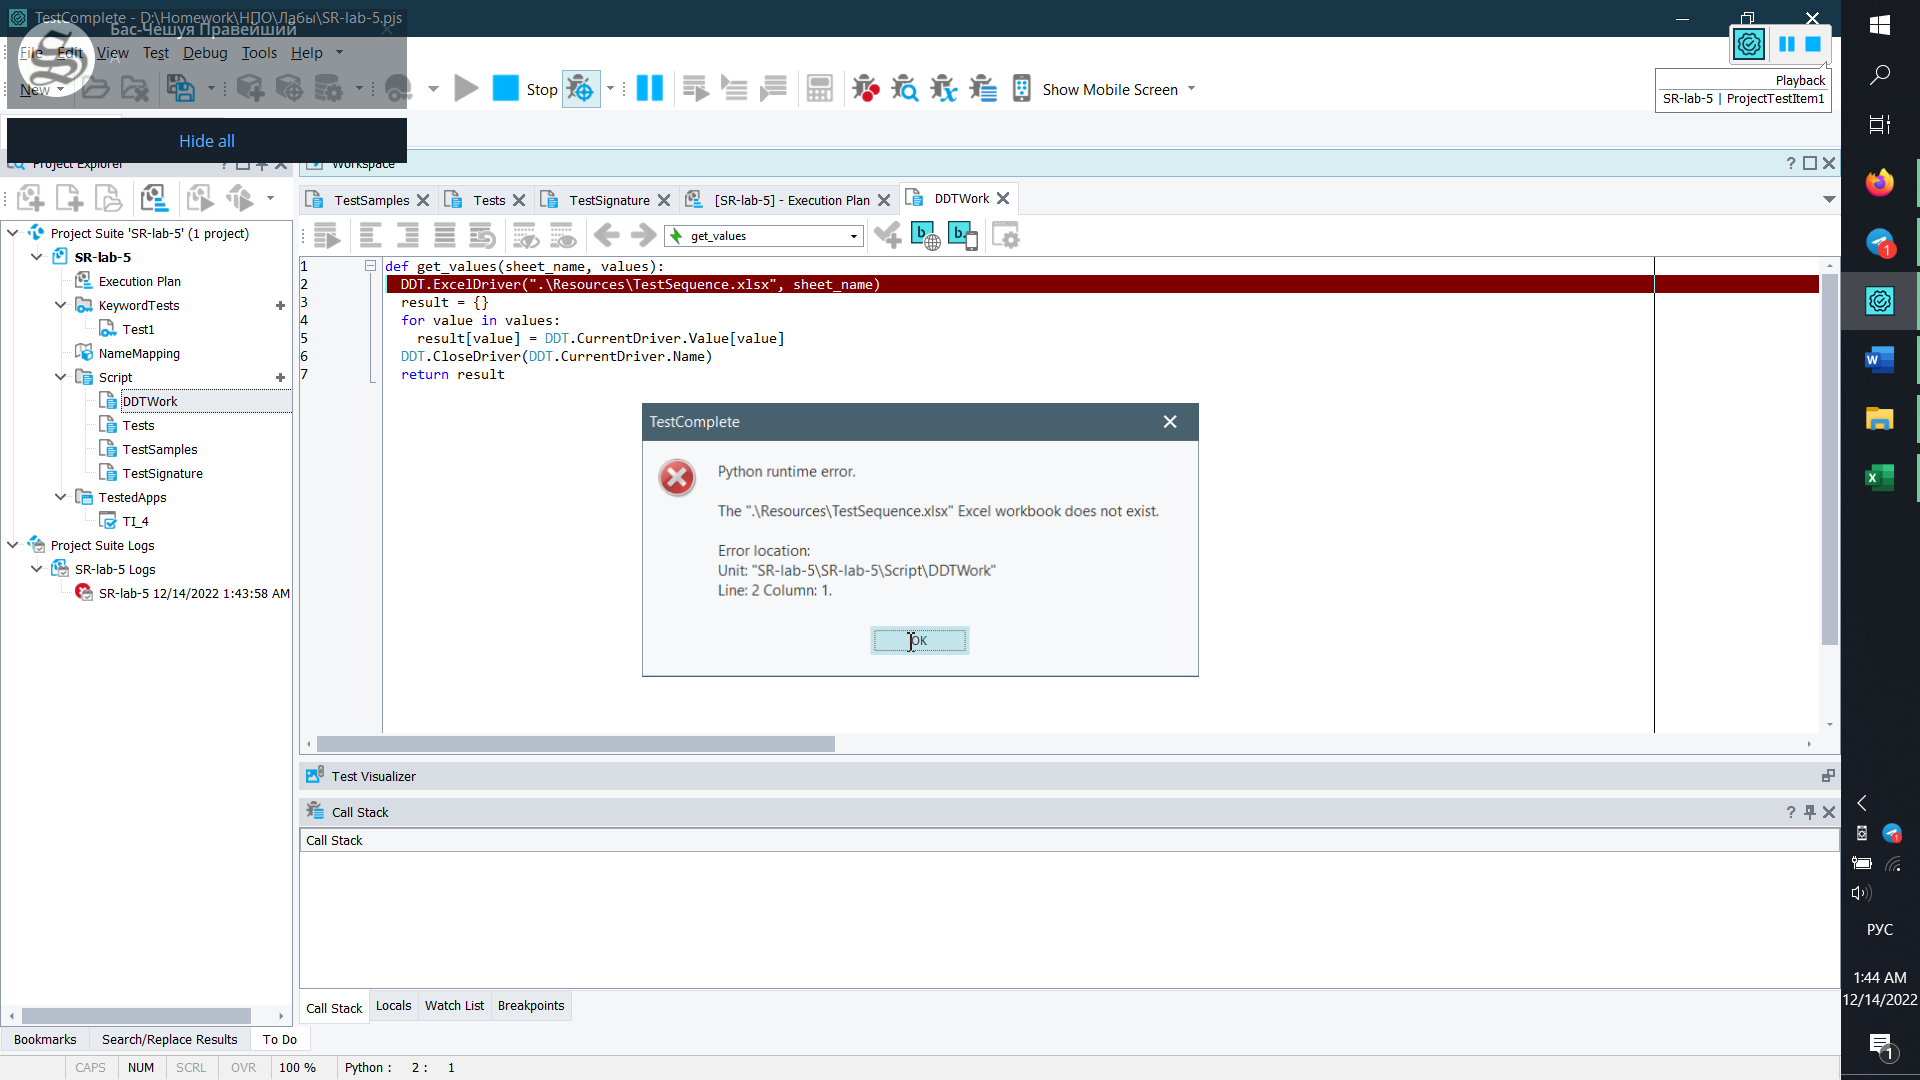 TestComplete - D:\Homework\НПО\Лабы\SR-lab-5.pjs
Бас-Чешуя Правейший
File Edit View Test Debug Tools Help
New
Stop
Show Mobile Screen
Playback
SR-lab-5 | ProjectTestItem1
Hide all
Project Explorer
Workspace
TestSamples
Tests
TestSignature
[SR-lab-5] - Execution Plan
DDTWork
get_values
Project Suite 'SR-lab-5' (1 project)
SR-lab-5
Execution Plan
KeywordTests
Test1
NameMapping
Script
DDTWork
Tests
TestSamples
TestSignature
TestedApps
TI_4
Project Suite Logs
SR-lab-5 Logs
SR-lab-5 12/14/2022 1:43:58 AM
1 def get_values(sheet_name, values):
2 DDT.ExcelDriver(".\Resources\TestSequence.xlsx", sheet_name)
3 result = {}
4 for value in values:
5 result[value] = DDT.CurrentDriver.Value[value]
6 DDT.CloseDriver(DDT.CurrentDriver.Name)
7 return result
TestComplete
Python runtime error.
The ".\Resources\TestSequence.xlsx" Excel workbook does not exist.
Error location:
Unit: "SR-lab-5\SR-lab-5\Script\DDTWork"
Line: 2 Column: 1.
OK
Test Visualizer
Call Stack
Call Stack
Call Stack Locals Watch List Breakpoints
Bookmarks Search/Replace Results To Do
CAPS NUM SCRL OVR 100 % Python : 2 : 1
РУС
1:44 AM
12/14/2022
1